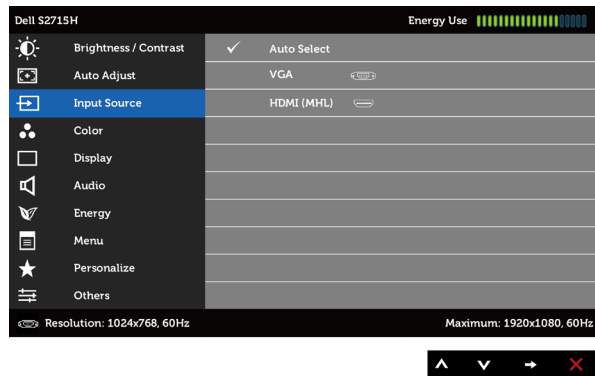 Dell S2715H Energy Use
Brightness / Contrast Auto Select
Auto Adjust VGA
Input Source HDMI (MHL)
Color
Display
Audio
Energy
Menu
Personalize
Others
Resolution: 1024x768, 60Hz Maximum: 1920x1080, 60Hz